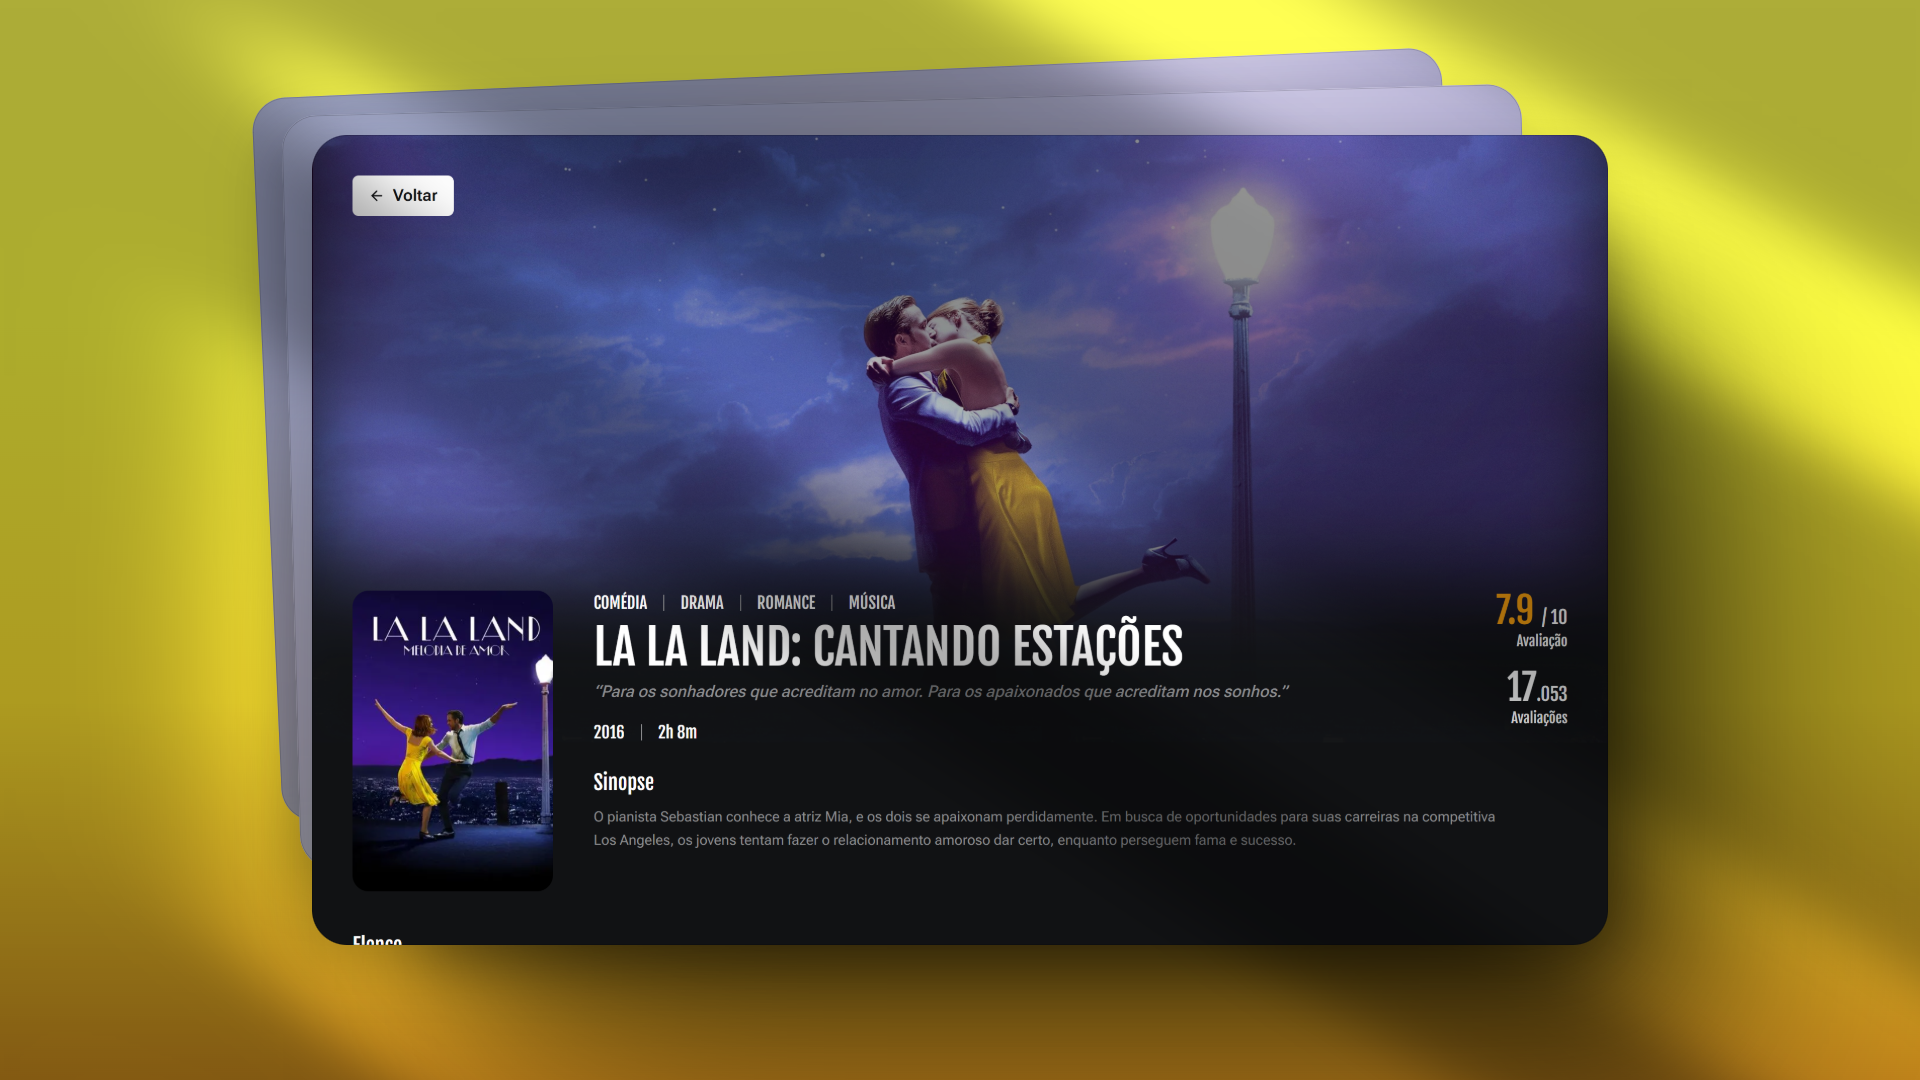 Voltar
LA LA LAND
MELODIA DE AMOR
COMÉDIA | DRAMA | ROMANCE | MÚSICA
LA LA LAND: CANTANDO ESTAÇÕES
“Para os sonhadores que acreditam no amor. Para os apaixonados que acreditam nos sonhos.”
2016 | 2h 8m
7.9 / 10
Avaliação
17.053
Avaliações
Sinopse
O pianista Sebastian conhece a atriz Mia, e os dois se apaixonam perdidamente. Em busca de oportunidades para suas carreiras na competitiva
Los Angeles, os jovens tentam fazer o relacionamento amoroso dar certo, enquanto perseguem fama e sucesso.
Elenco